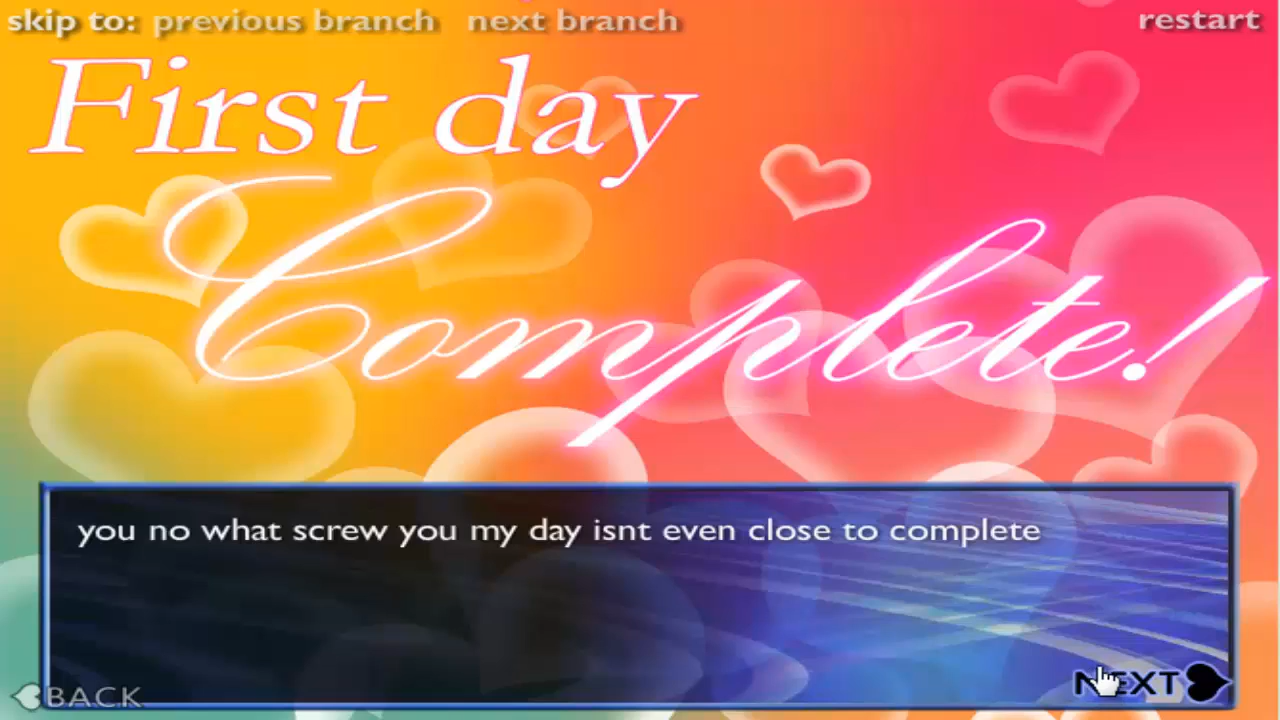 skip to: previous branch next branch restart
First day
Complete!
you no what screw you my day isnt even close to complete
BACK NEXT